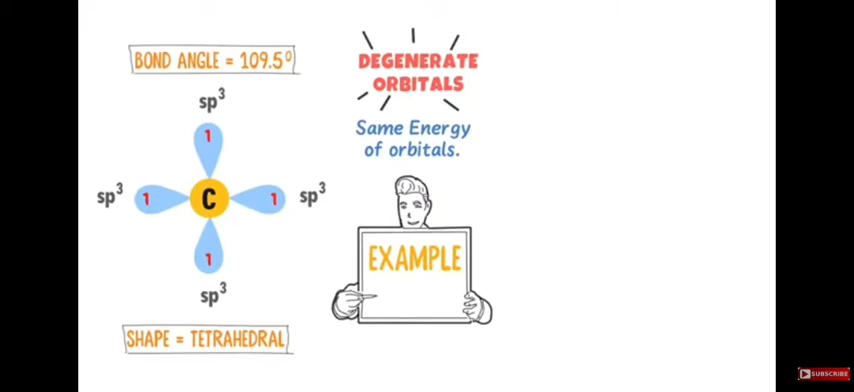 BOND ANGLE = 109.5⁰
sp³
1
sp³ 1 C 1 sp³
1
sp³
SHAPE = TETRAHEDRAL
DEGENERATE
ORBITALS
Same Energy
of orbitals.
EXAMPLE
SUBSCRIBE